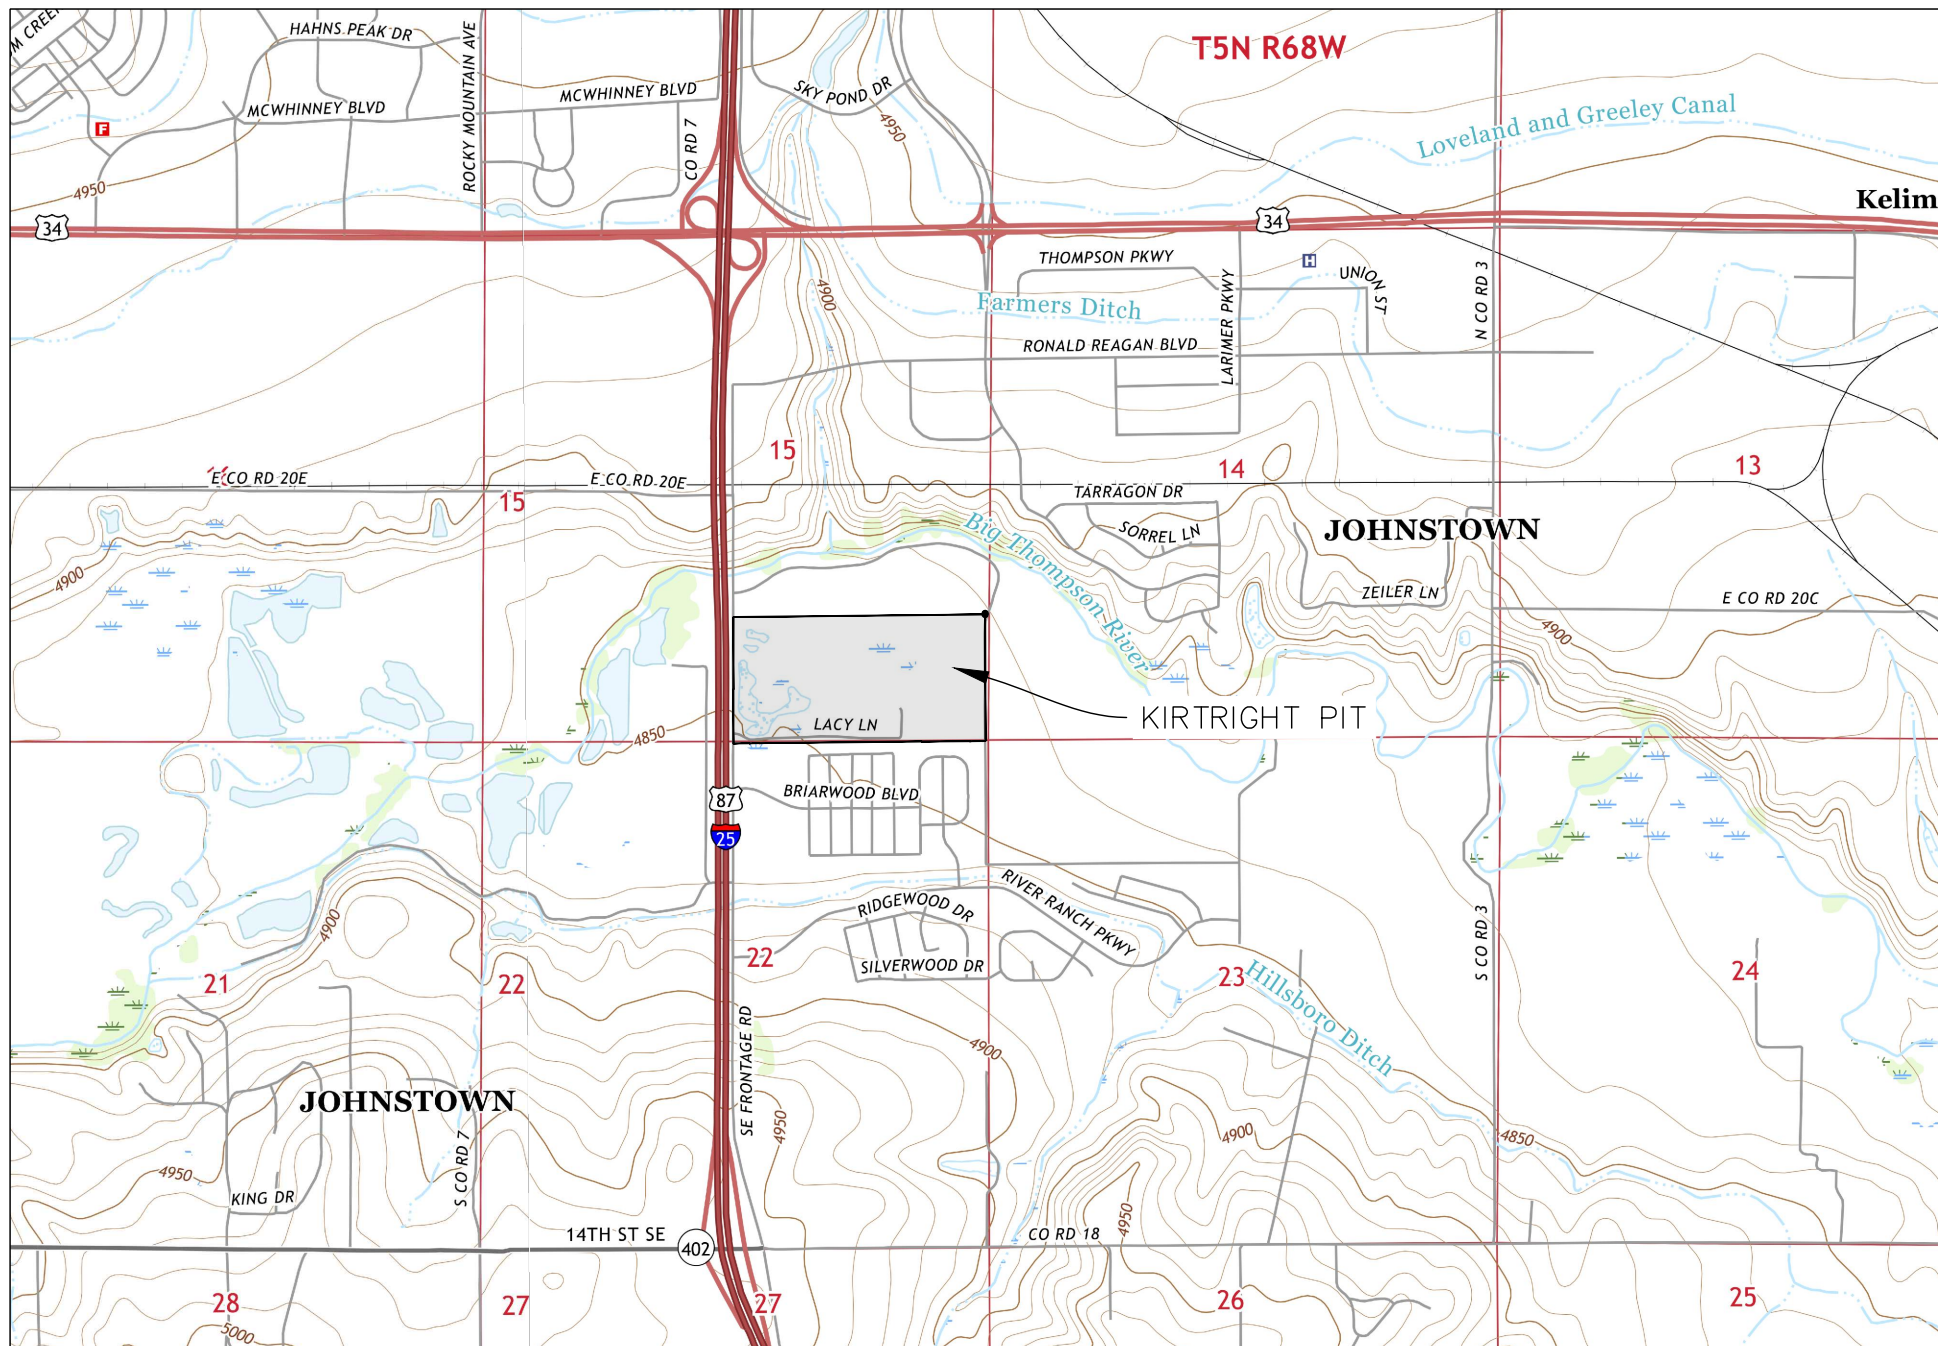 T5N R68W
HAHNS PEAK DR
ROCKY MOUNTAIN AVE
MCWHINNEY BLVD
MCWHINNEY BLVD
SKY POND DR
CO RD 7
4950
Loveland and Greeley Canal
F
4950
Kelim
34
34
THOMPSON PKWY
H
UNION ST
LARIMER PKWY
N CO RD 3
4900
Farmers Ditch
RONALD REAGAN BLVD
15
14
13
E CO RD 20E
E CO RD 20E
15
TARRAGON DR
SORREL LN
JOHNSTOWN
Big Thompson River
4900
ZEILER LN
E CO RD 20C
4900
KIRTRIGHT PIT
LACY LN
4850
87
25
BRIARWOOD BLVD
RIDGEWOOD DR
RIVER RANCH PKWY
SILVERWOOD DR
4900
S CO RD 3
21
22
22
23
24
Hillsboro Ditch
SE FRONTAGE RD
4900
JOHNSTOWN
4950
4900
4850
S CO RD 7
4950
KING DR
4950
14TH ST SE
402
CO RD 18
28
27
27
26
25
5000